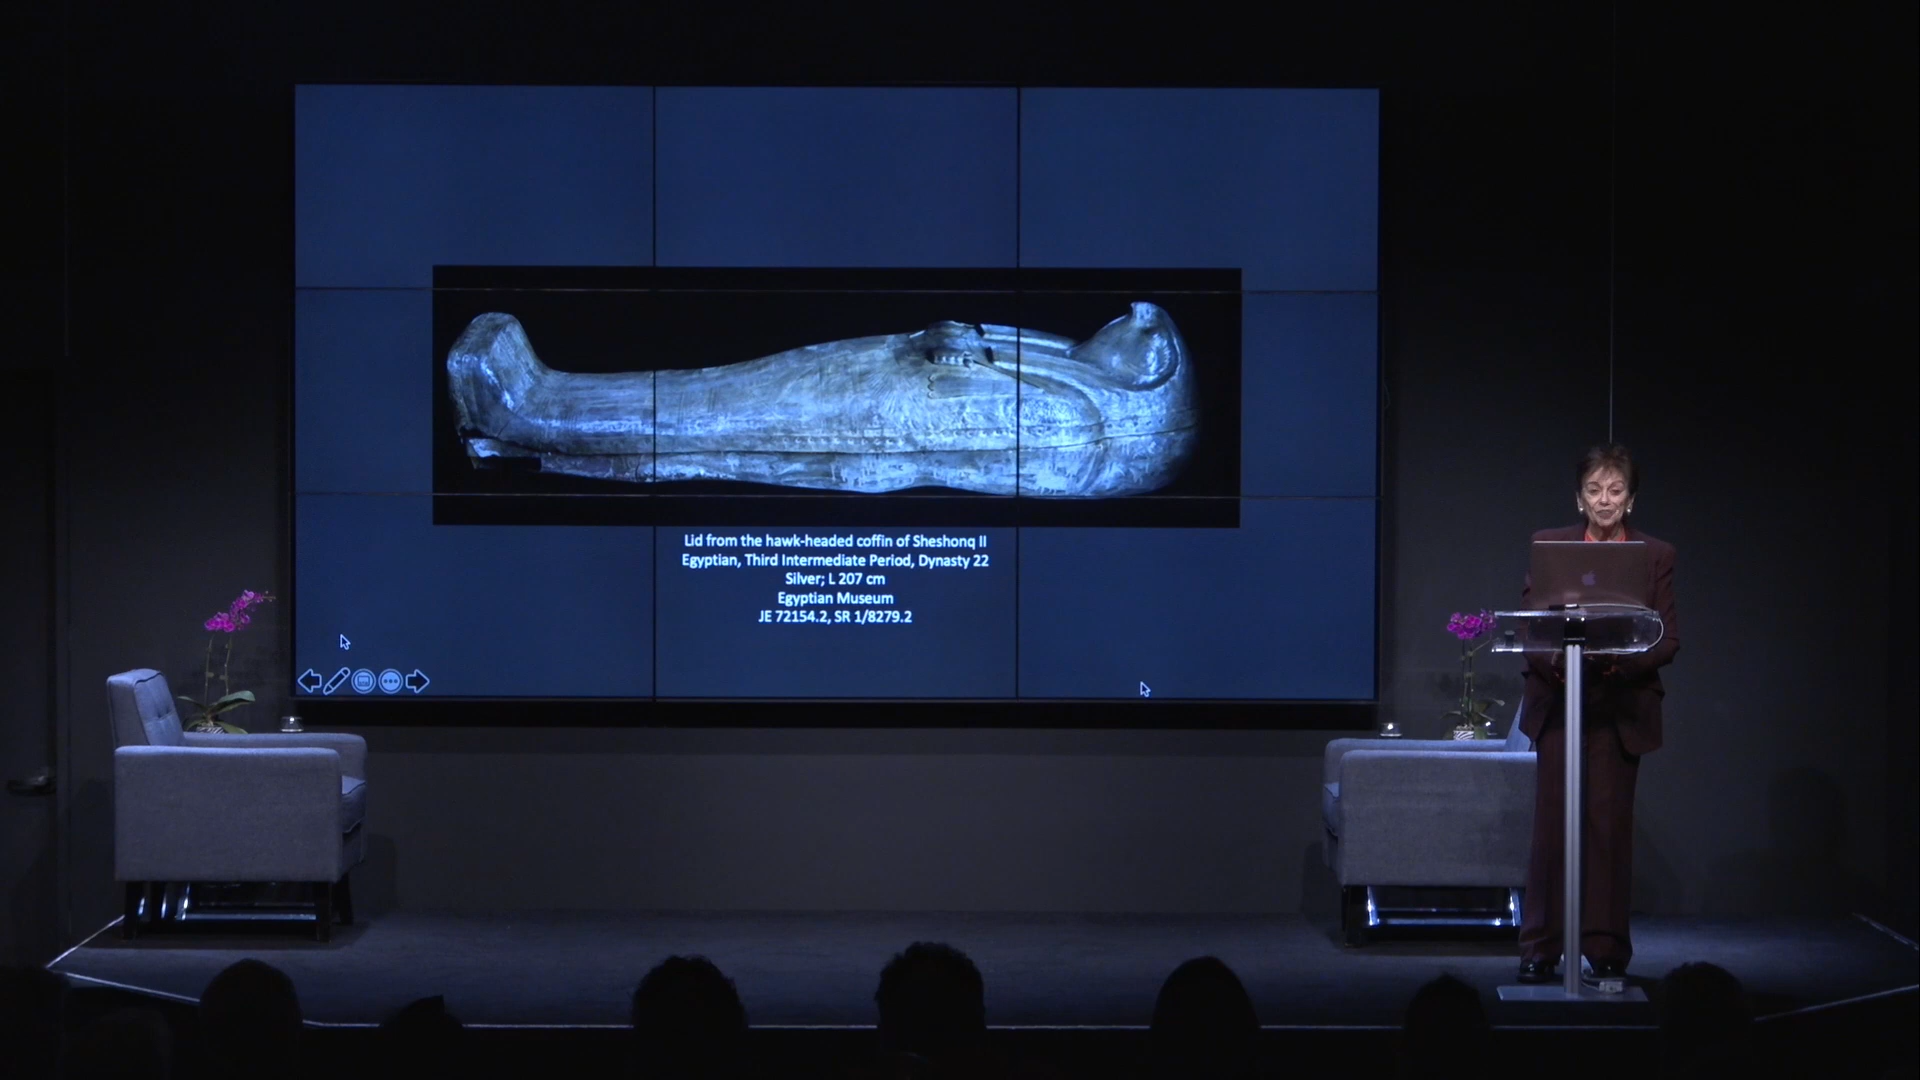 Lid from the hawk-headed coffin of Sheshonq II
Egyptian, Third Intermediate Period, Dynasty 22
Silver; L 207 cm
Egyptian Museum
JE 72154.2, SR 1/8279.2